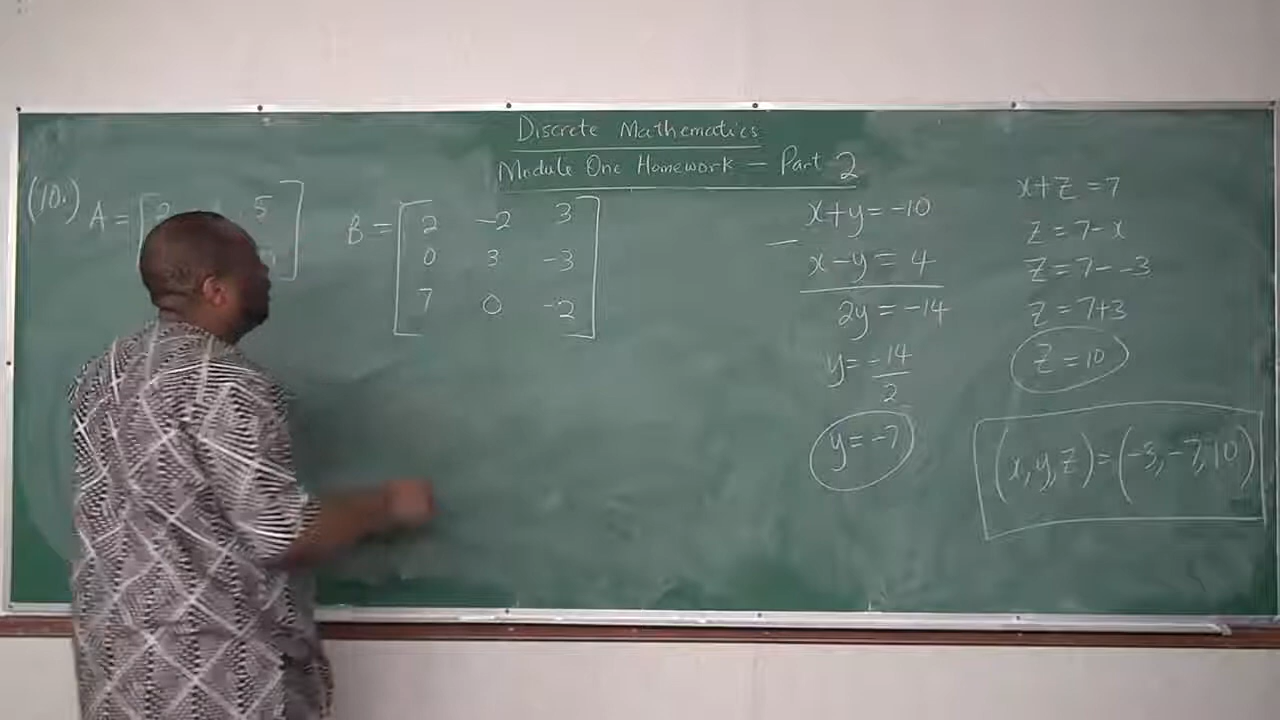 Discrete Mathematics
Module One Homework - Part 2
(10.) A = [ 2 5
B = [ 2 -2 3
0 3 -3
7 0 -2 ]
x+y=-10
- x-y=4
2y=-14
y=-14/2
y=-7
x+z=7
z=7-x
z=7--3
z=7+3
z=10
(x,y,z)=(-3,-7,10)